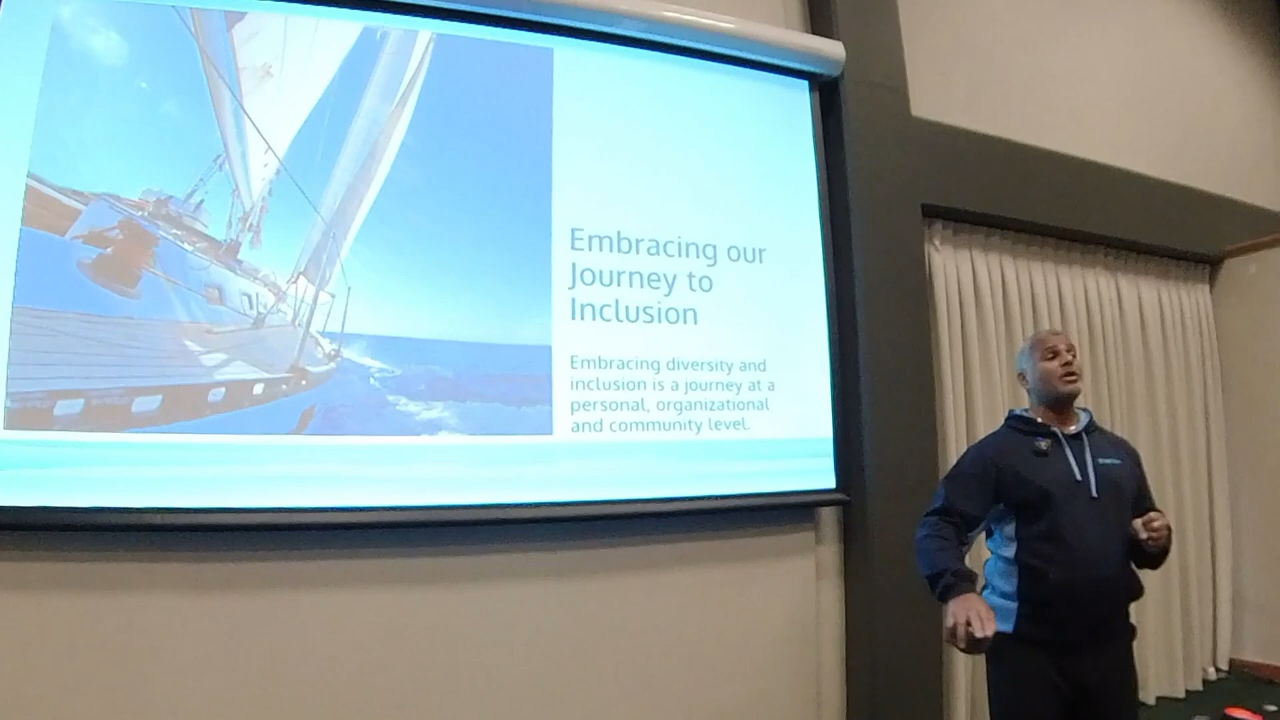 Embracing our
Journey to
Inclusion
Embracing diversity and
inclusion is a journey at a
personal, organizational
and community level.